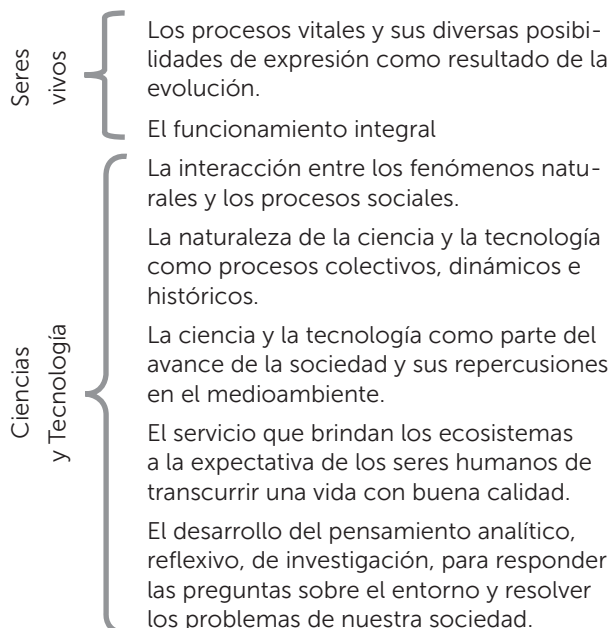 Seres
vivos
Los procesos vitales y sus diversas posibi-
lidades de expresión como resultado de la
evolución.
El funcionamiento integral
Ciencias
y Tecnología
La interacción entre los fenómenos natu-
rales y los procesos sociales.
La naturaleza de la ciencia y la tecnología
como procesos colectivos, dinámicos e
históricos.
La ciencia y la tecnología como parte del
avance de la sociedad y sus repercusiones
en el medioambiente.
El servicio que brindan los ecosistemas
a la expectativa de los seres humanos de
transcurrir una vida con buena calidad.
El desarrollo del pensamiento analítico,
reflexivo, de investigación, para responder
las preguntas sobre el entorno y resolver
los problemas de nuestra sociedad.